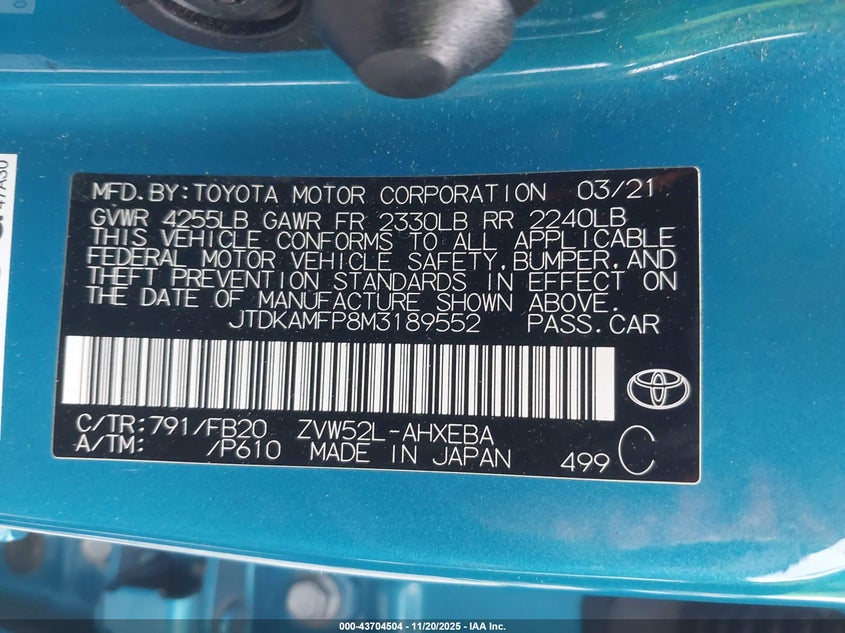 MFD.BY:TOYOTA MOTOR CORPORATION 03/21
GVWR 4255LB GAWR FR 2330LB RR 2240LB
THIS VEHICLE CONFORMS TO ALL APPLICABLE
FEDERAL MOTOR VEHICLE SAFETY,BUMPER,AND
THEFT PREVENTION STANDARDS IN EFFECT ON
THE DATE OF MANUFACTURE SHOWN ABOVE.
JTDKAMFP8M3189552 PASS.CAR
C/TR:791/FB20 ZVW52L-AHXEBA
A/TM: /P610 MADE IN JAPAN 499 C
47A30
000-43704504 - 11/20/2025 - IAA Inc.